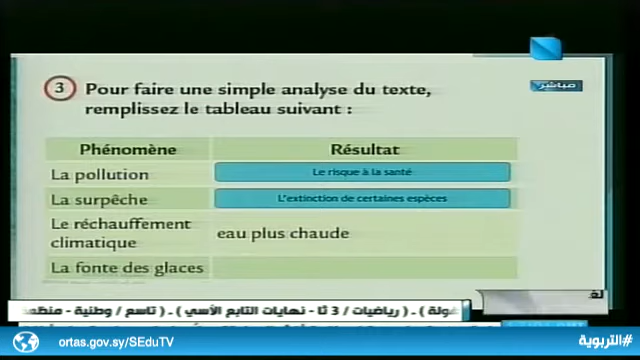 مباشر
3 Pour faire une simple analyse du texte,
remplissez le tableau suivant :
Phénomène Résultat
La pollution Le risque à la santé
La surpêche L'extinction de certaines espèces
Le réchauffement
climatique eau plus chaude
La fonte des glaces
غولة ) ـ ( رياضيات / 3 ثا - نهايات التابع الأسي ) ـ ( تاسع / وطنية - منظمة
ortas.gov.sy/SEduTV #التربوية